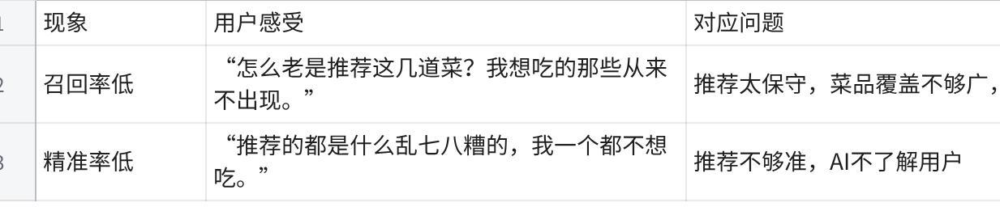 1 现象 用户感受 对应问题
2 召回率低 “怎么老是推荐这几道菜？我想吃的那些从来
不出现。” 推荐太保守，菜品覆盖不够广，
3 精准率低 “推荐的都是什么乱七八糟的，我一个都不想
吃。” 推荐不够准，AI不了解用户